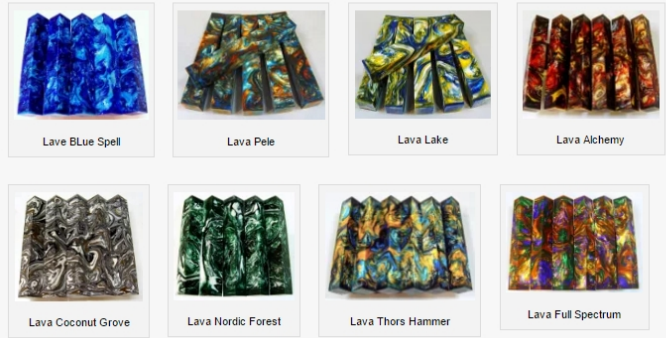 Lave BLue Spell
Lava Pele
Lava Lake
Lava Alchemy
Lava Coconut Grove
Lava Nordic Forest
Lava Thors Hammer
Lava Full Spectrum